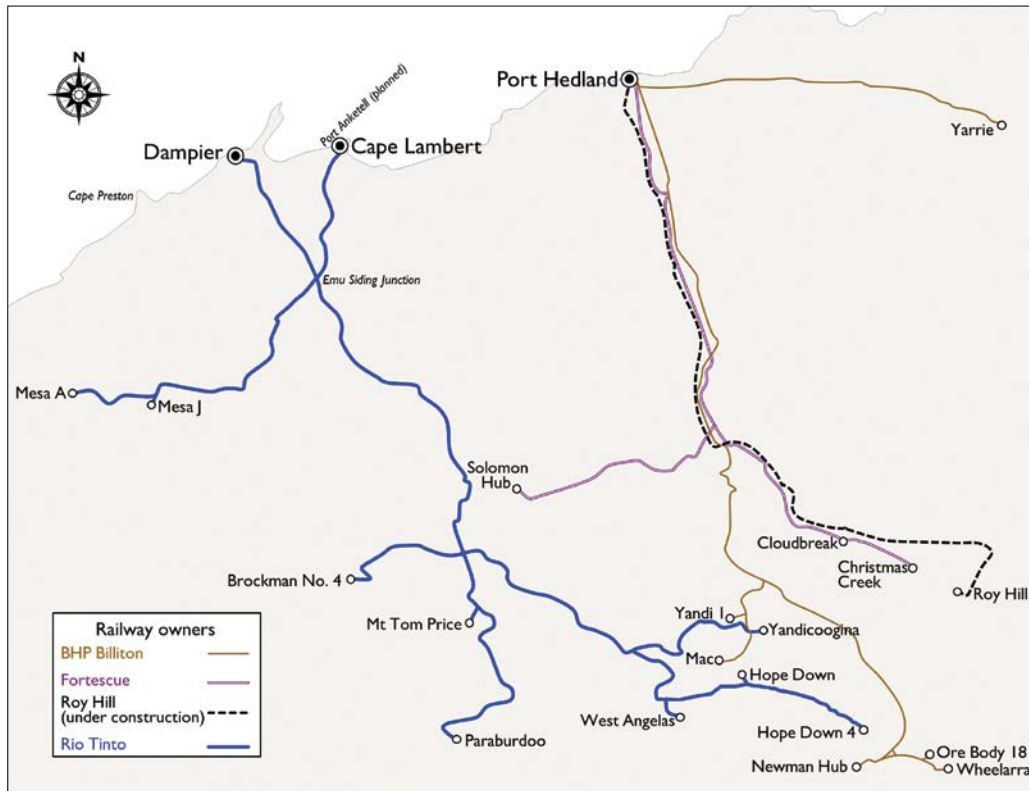 N
Port Hedland
Yarrie
Port Anketell (planned)
Dampier
Cape Lambert
Cape Preston
Emu Siding Junction
Mesa A
Mesa J
Solomon
Hub
Cloudbreak
Christmas
Creek
Roy Hill
Brockman No. 4
Mt Tom Price
Yandi 1
Yandicoogina
Mac
Hope Down
West Angelas
Hope Down 4
Paraburdoo
Newman Hub
Ore Body 18
Wheelarra
Railway owners
BHP Billiton
Fortescue
Roy Hill
(under construction)
Rio Tinto